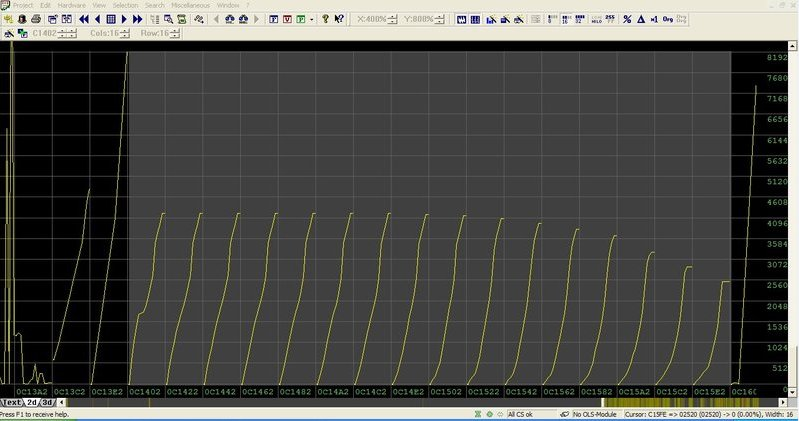 Project Edit Hardware View Selection Search Miscellaneous Window ?
X:400% Y:800%
C1402 Cols:16 Row:16
8192
7680
7168
6656
6144
5632
5120
4608
4096
3584
3072
2560
2048
1536
1024
512
0C13A2 0C13C2 0C13E2 0C1402 0C1422 0C1442 0C1462 0C1482 0C14A2 0C14C2 0C14E2 0C1502 0C1522 0C1542 0C1562 0C1582 0C15A2 0C15C2 0C15E2 0C160
Text 2d 3d
Press F1 to receive help. All CS ok No OLS-Module Cursor: C15FE => 02520 (02520) -> 0 (0.00%), Width: 16